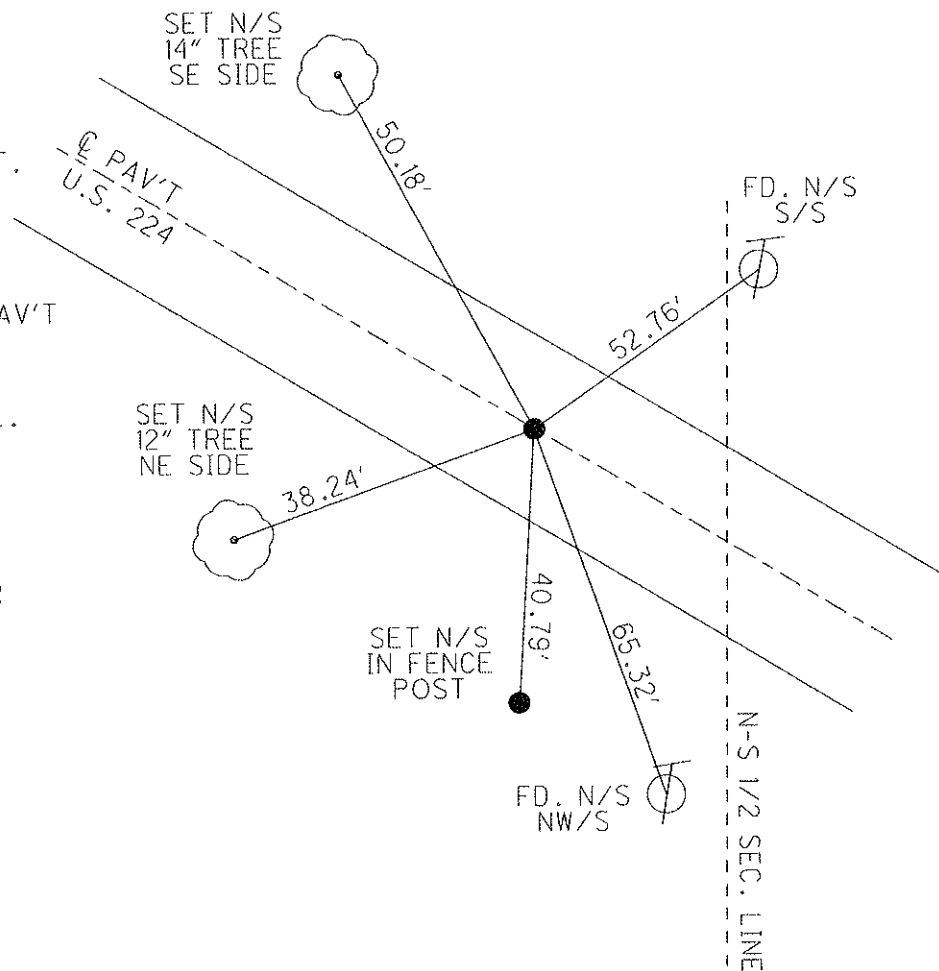 SET N/S
14" TREE
SE SIDE
50.18'
℄ PAV'T
U.S. 224
FD. N/S
S/S
52.76'
AV'T
SET N/S
12" TREE
NE SIDE
38.24'
40.79'
65.32'
SET N/S
IN FENCE
POST
FD. N/S
NW/S
N-S 1/2 SEC. LINE